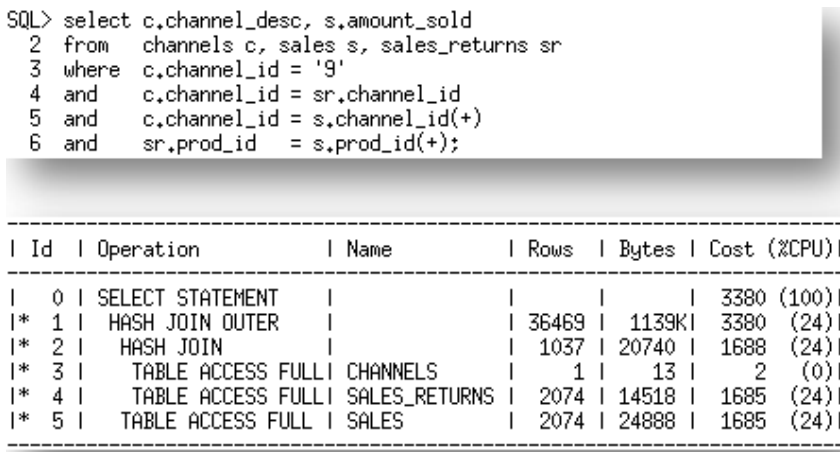 SQL> select c.channel_desc, s.amount_sold
2 from channels c, sales s, sales_returns sr
3 where c.channel_id = '9'
4 and c.channel_id = sr.channel_id
5 and c.channel_id = s.channel_id(+)
6 and sr.prod_id = s.prod_id(+);
| Id | Operation | Name | Rows | Bytes | Cost (%CPU)|
| 0 | SELECT STATEMENT | | | | 3380 (100)|
|* 1 | HASH JOIN OUTER | | 36469 | 1139K| 3380 (24)|
|* 2 | HASH JOIN | | 1037 | 20740 | 1688 (24)|
|* 3 | TABLE ACCESS FULL| CHANNELS | 1 | 13 | 2 (0)|
|* 4 | TABLE ACCESS FULL| SALES_RETURNS | 2074 | 14518 | 1685 (24)|
|* 5 | TABLE ACCESS FULL | SALES | 2074 | 24888 | 1685 (24)|